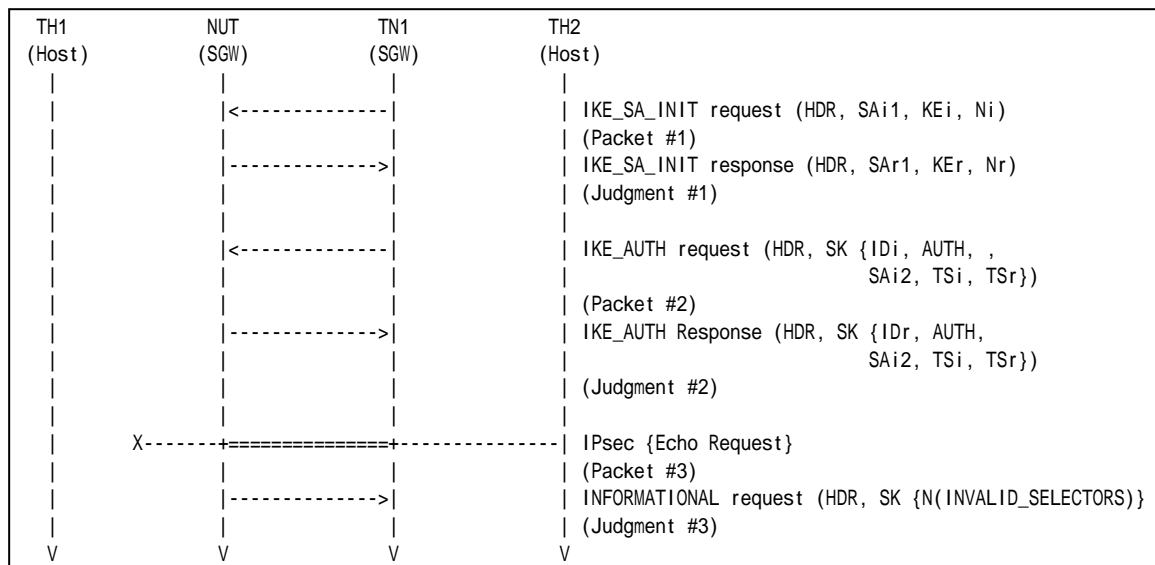 TH1 NUT TN1 TH2
(Host) (SGW) (SGW) (Host)
| | | |
| |<---------------| | IKE_SA_INIT request (HDR, SAi1, KEi, Ni)
| | | | (Packet #1)
| |--------------->| | IKE_SA_INIT response (HDR, SAr1, KEr, Nr)
| | | | (Judgment #1)
| | | |
| |<---------------| | IKE_AUTH request (HDR, SK {IDi, AUTH, ,
| | | | SAi2, TSi, TSr})
| | | | (Packet #2)
| |--------------->| | IKE_AUTH Response (HDR, SK {IDr, AUTH,
| | | | SAi2, TSi, TSr})
| | | | (Judgment #2)
| | | |
| X-------+===============+---------------| IPsec {Echo Request}
| | | | (Packet #3)
| |--------------->| | INFORMATIONAL request (HDR, SK {N(INVALID_SELECTORS)}
| | | | (Judgment #3)
V V V V